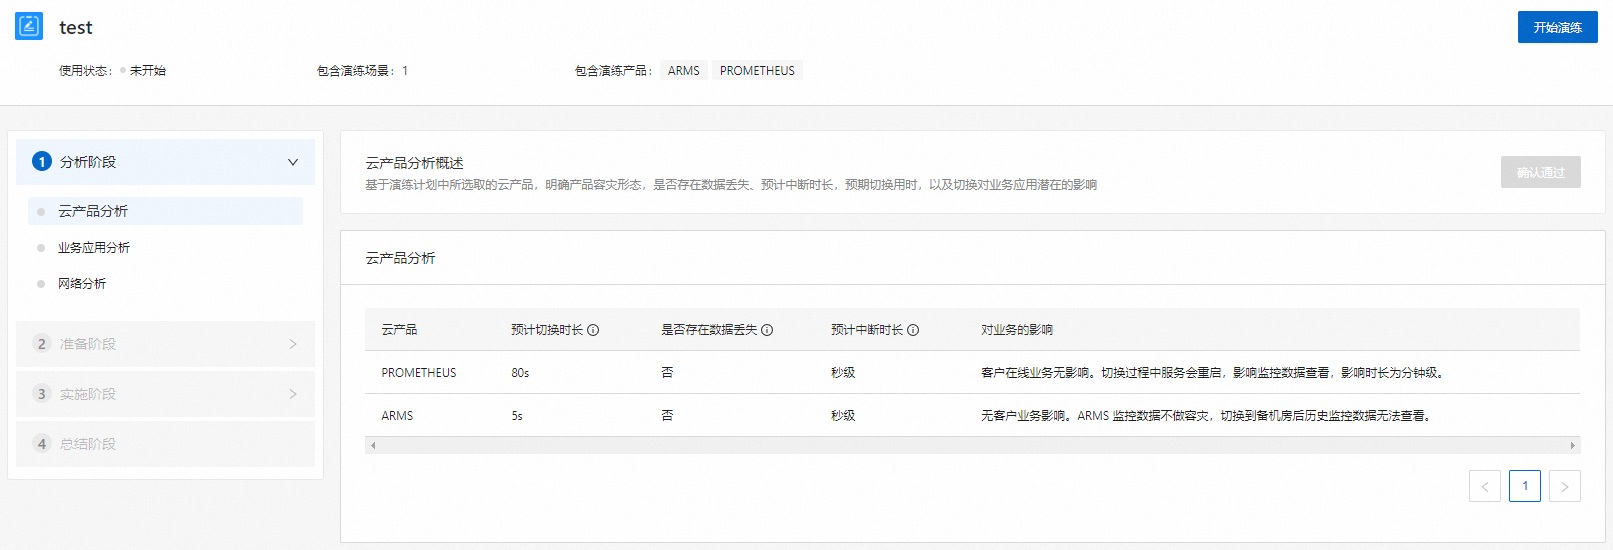 test
开始演练
使用状态： 未开始 包含演练场景：1 包含演练产品： ARMS PROMETHEUS
1 分析阶段
云产品分析
业务应用分析
网络分析
2 准备阶段
3 实施阶段
4 总结阶段
云产品分析概述
基于演练计划中所选取的云产品，明确产品容灾形态，是否存在数据丢失、预计中断时长，预期切换用时，以及切换对业务应用潜在的影响
确认通过
云产品分析
云产品 预计切换时长 是否存在数据丢失 预计中断时长 对业务的影响
PROMETHEUS 80s 否 秒级 客户在线业务无影响。切换过程中服务会重启，影响监控数据查看，影响时长为分钟级。
ARMS 5s 否 秒级 无客户业务影响。ARMS 监控数据不做容灾，切换到备机房后历史监控数据无法查看。
1